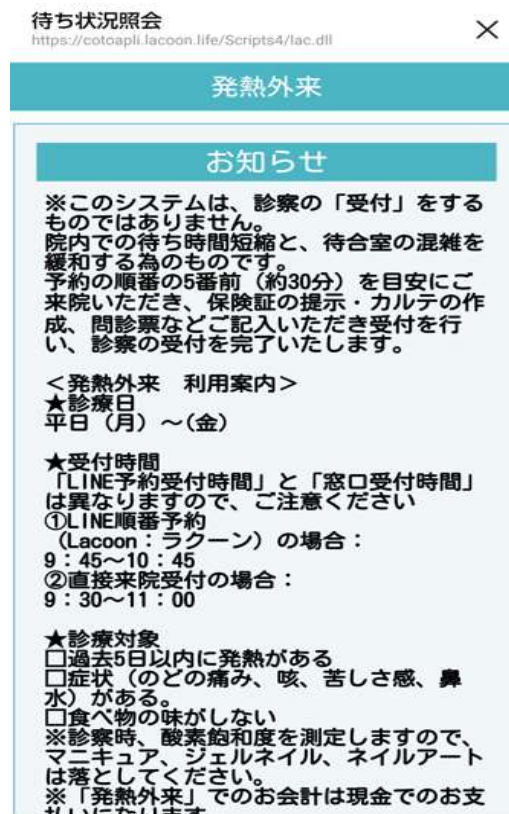 待ち状況照会
https://cotoapli.lacoon.life/Scripts4/lac.dll
発熱外来
お知らせ
※このシステムは、診察の「受付」をする
ものではありません。
院内での待ち時間短縮と、待合室の混雑を
緩和する為のものです。
予約の順番の5番前（約30分）を目安にご
来院いただき、保険証の提示・カルテの作
成、問診票などご記入いただき受付を行
い、診察の受付を完了いたします。
＜発熱外来　利用案内＞
★診療日
平日（月）～(金）
★受付時間
「LINE予約受付時間」と「窓口受付時間」
は異なりますので、ご注意ください
①LINE順番予約
（Lacoon：ラクーン）の場合：
9：45～10：45
②直接来院受付の場合：
9：30～11：00
★診療対象
□過去5日以内に発熱がある
□症状（のどの痛み、咳、苦しさ感、鼻
水）がある。
□食べ物の味がしない
※診察時、酸素飽和度を測定しますので、
マニキュア、ジェルネイル、ネイルアート
は落としてください。
※「発熱外来」でのお会計は現金でのお支
払いになります